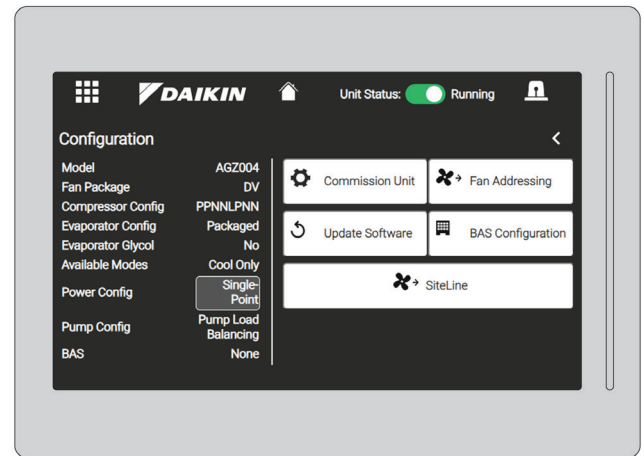 DAIKIN
Unit Status: Running
Configuration
Model AGZ004
Fan Package DV
Compressor Config PPNNLPNN
Evaporator Config Packaged
Evaporator Glycol No
Available Modes Cool Only
Power Config Single-
Point
Pump Config Pump Load
Balancing
BAS None
Commission Unit
Fan Addressing
Update Software
BAS Configuration
SiteLine